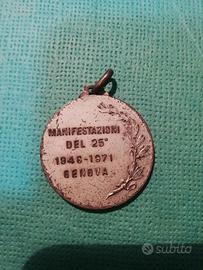 MANIFESTAZIONI
DEL 25°
1946-1971
GENOVA
subito